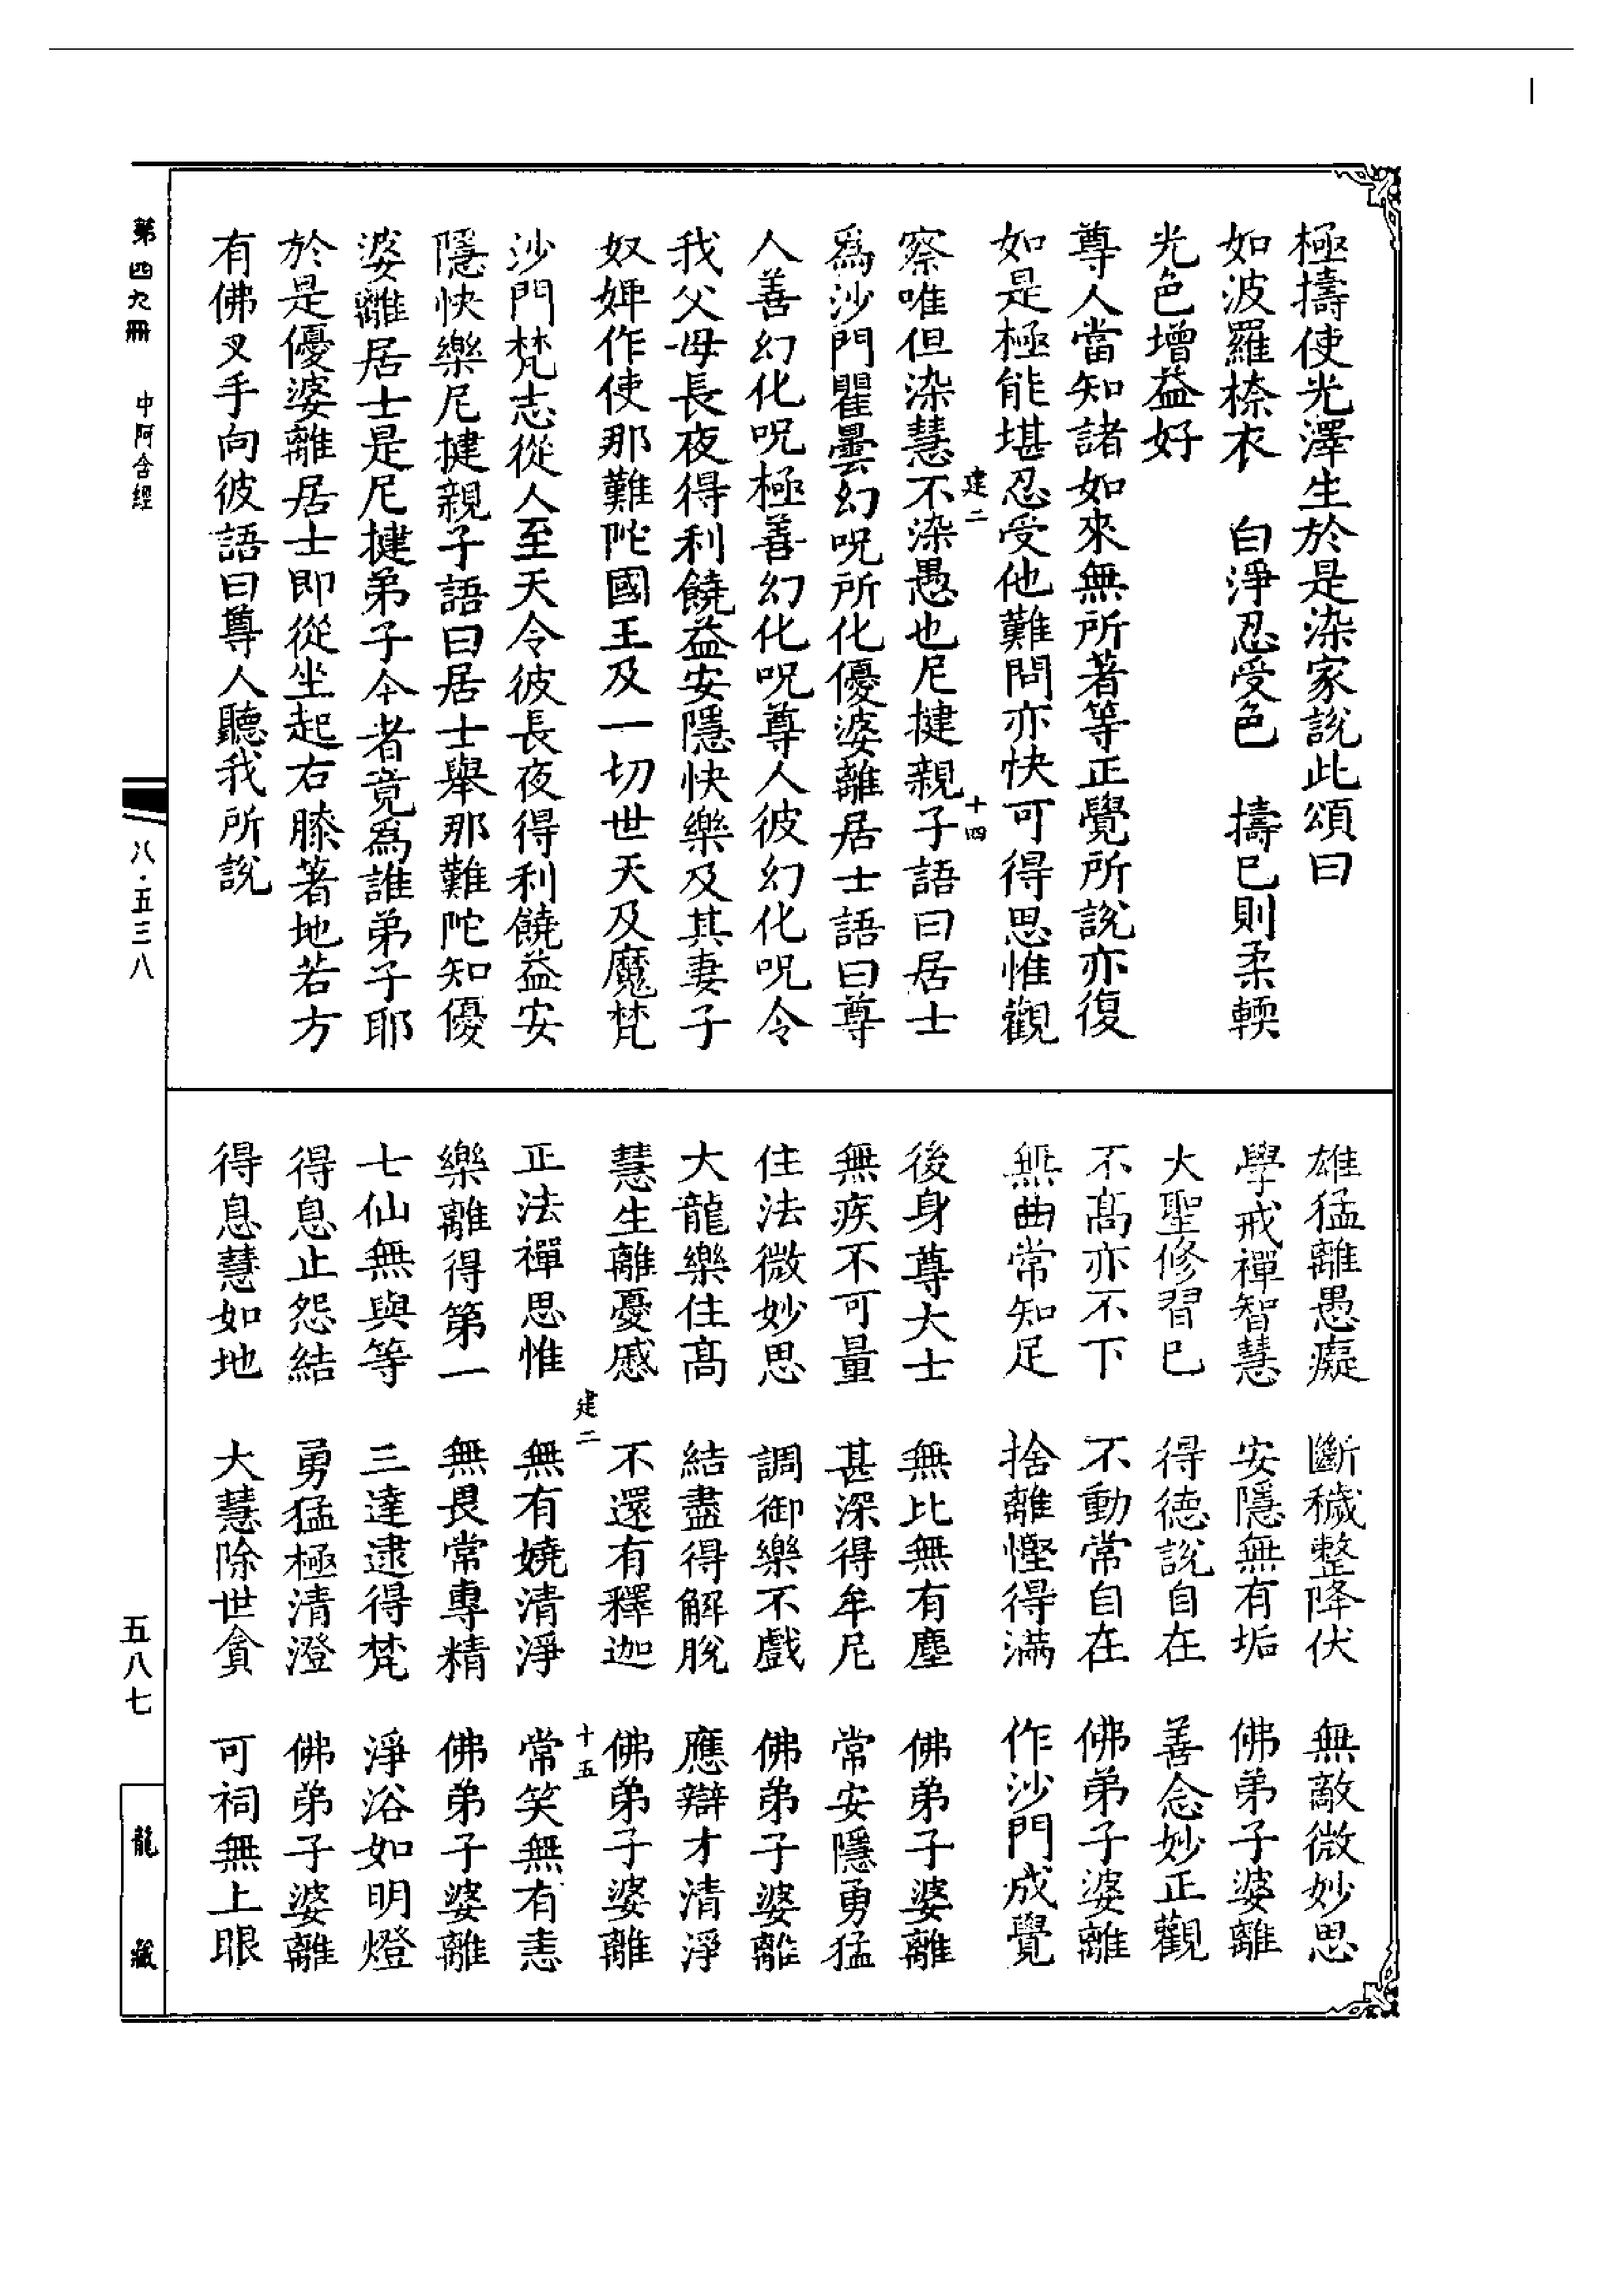 極擣使光澤生於是染家說此頌曰
如波羅㮈衣　白淨忍受色　擣已則柔輭
光色增益好
尊人當知諸如來無所著等正覺所說亦復
如是極能堪忍受他難問亦快可得思惟觀
建二　十四
察唯但染慧不染愚也尼揵親子語曰居士
爲沙門瞿曇幻呪所化優婆離居士語曰尊
人善幻化呪極善幻化呪尊人彼幻化呪令
我父母長夜得利饒益安隱快樂及其妻子
奴婢作使那難陀國王及一切世天及魔梵
沙門梵志從人至天令彼長夜得利饒益安
隱快樂尼揵親子語曰居士舉那難陀知優
婆離居士是尼揵弟子今者竟爲誰弟子耶
於是優婆離居士即從坐起右膝著地若方
有佛叉手向彼語曰尊人聽我所說
雄猛離愚癡　斷穢整降伏　無敵微妙思
學戒禪智慧　安隱無有垢　佛弟子婆離
大聖修習已　得德說自在　善念妙正觀
不高亦不下　不動常自在　佛弟子婆離
無曲常知足　捨離慳得滿　作沙門成覺
後身尊大士　無比無有塵　佛弟子婆離
無疾不可量　甚深得牟尼　常安隱勇猛
住法微妙思　調御樂不戲　佛弟子婆離
大龍樂住高　結盡得解脫　應辯才清淨
慧生離憂慼　不還有釋迦　佛弟子婆離
建二　十五
正法禪思惟　無有嬈清淨　常笑無有恚
樂離得第一　無畏常專精　佛弟子婆離
七仙無與等　三達逮得梵　淨浴如明燈
得息止怨結　勇猛極清澄　佛弟子婆離
得息慧如地　大慧除世貪　可祠無上眼
第四九冊　中阿含經
八・五三八
五八七
龍藏